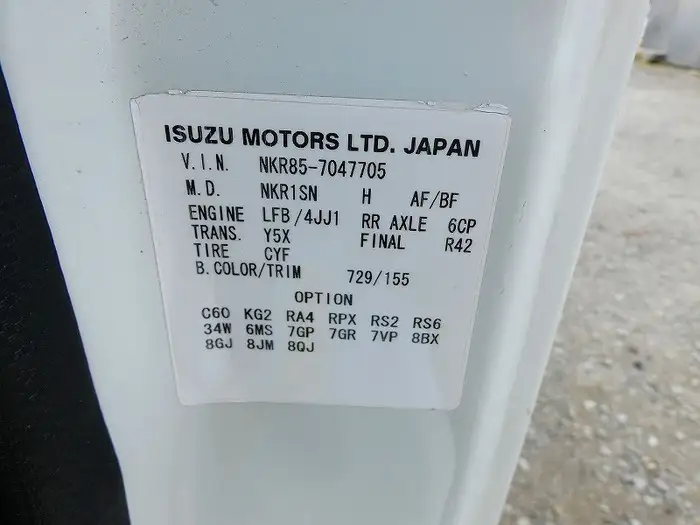 ISUZU MOTORS LTD. JAPAN
V.I.N. NKR85-7047705
M.D. NKR1SN H AF/BF
ENGINE LFB/4JJ1 RR AXLE 6CP
TRANS. Y5X FINAL R42
TIRE CYF
B.COLOR/TRIM 729/155
OPTION
C60 KG2 RA4 RPX RS2 RS6
34W 6MS 7GP 7GR 7VP 8BX
8GJ 8JM 8QJ